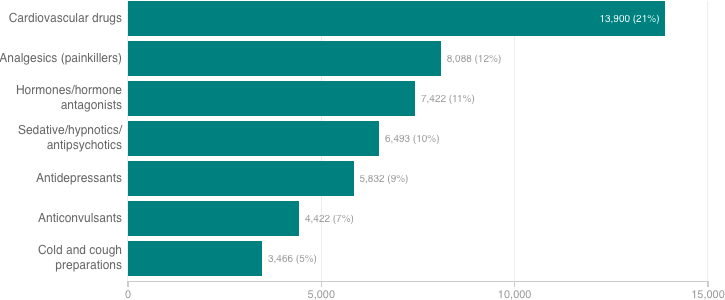 Cardiovascular drugs
13,900 (21%)
Analgesics (painkillers)
8,088 (12%)
Hormones/hormone
antagonists
7,422 (11%)
Sedative/hypnotics/
antipsychotics
6,493 (10%)
Antidepressants
5,832 (9%)
Anticonvulsants
4,422 (7%)
Cold and cough
preparations
3,466 (5%)
0 5,000 10,000 15,000